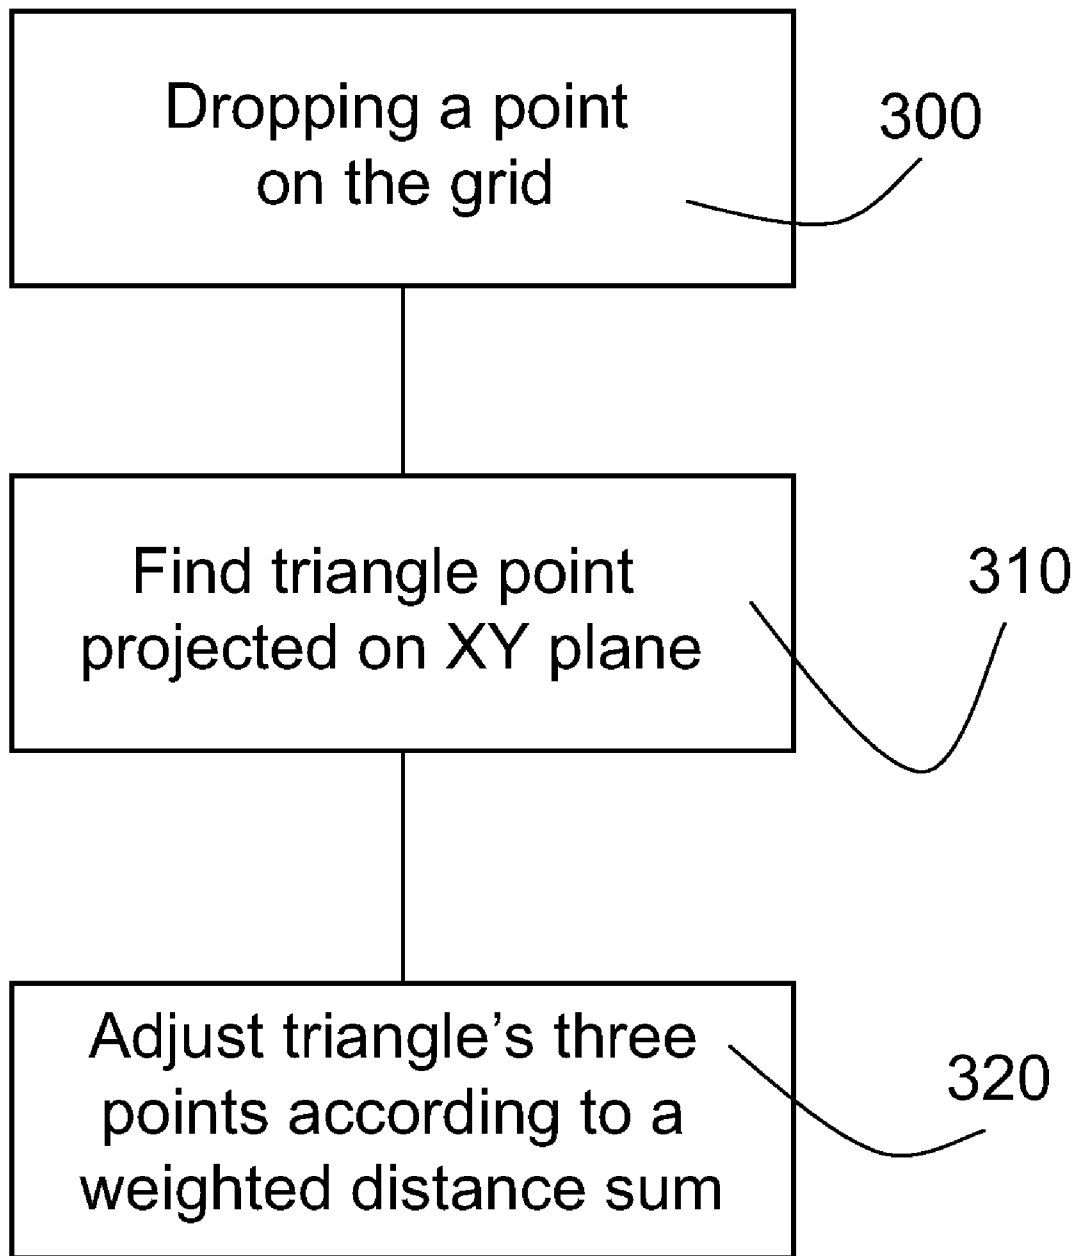 Dropping a point
on the grid
300
Find triangle point
projected on XY plane
310
Adjust triangle’s three
points according to a
weighted distance sum
320